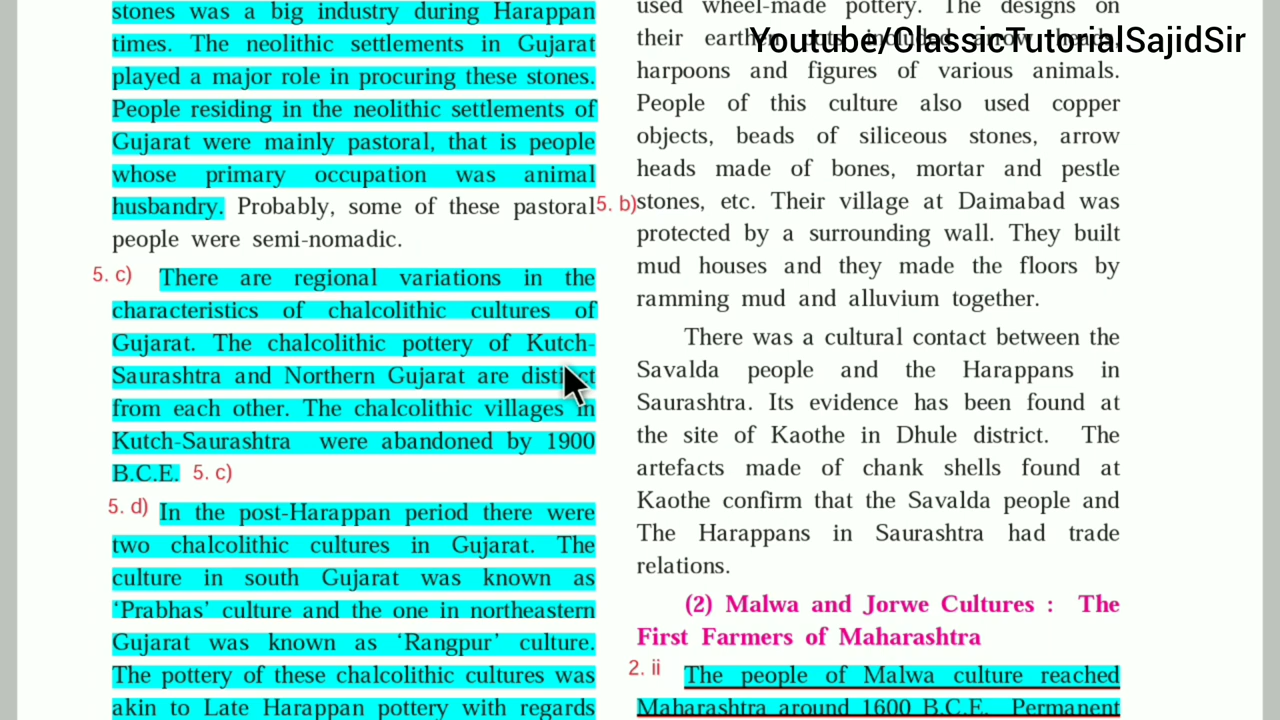 stones was a big industry during Harappan
times. The neolithic settlements in Gujarat
played a major role in procuring these stones.
People residing in the neolithic settlements of
Gujarat were mainly pastoral, that is people
whose primary occupation was animal
husbandry. Probably, some of these pastoral
people were semi-nomadic.
5. c) There are regional variations in the
characteristics of chalcolithic cultures of
Gujarat. The chalcolithic pottery of Kutch-
Saurashtra and Northern Gujarat are distinct
from each other. The chalcolithic villages in
Kutch-Saurashtra were abandoned by 1900
B.C.E. 5. c)
5. d) In the post-Harappan period there were
two chalcolithic cultures in Gujarat. The
culture in south Gujarat was known as
‘Prabhas’ culture and the one in northeastern
Gujarat was known as ‘Rangpur’ culture.
The pottery of these chalcolithic cultures was
akin to Late Harappan pottery with regards
used wheel-made pottery. The designs on
Youtube/ClassicTutorialSajidSir
their included
harpoons and figures of various animals.
People of this culture also used copper
objects, beads of siliceous stones, arrow
heads made of bones, mortar and pestle
5. b) stones, etc. Their village at Daimabad was
protected by a surrounding wall. They built
mud houses and they made the floors by
ramming mud and alluvium together.
There was a cultural contact between the
Savalda people and the Harappans in
Saurashtra. Its evidence has been found at
the site of Kaothe in Dhule district. The
artefacts made of chank shells found at
Kaothe confirm that the Savalda people and
The Harappans in Saurashtra had trade
relations.
(2) Malwa and Jorwe Cultures : The
First Farmers of Maharashtra
2. ii The people of Malwa culture reached
Maharashtra around 1600 B.C.E. Permanent